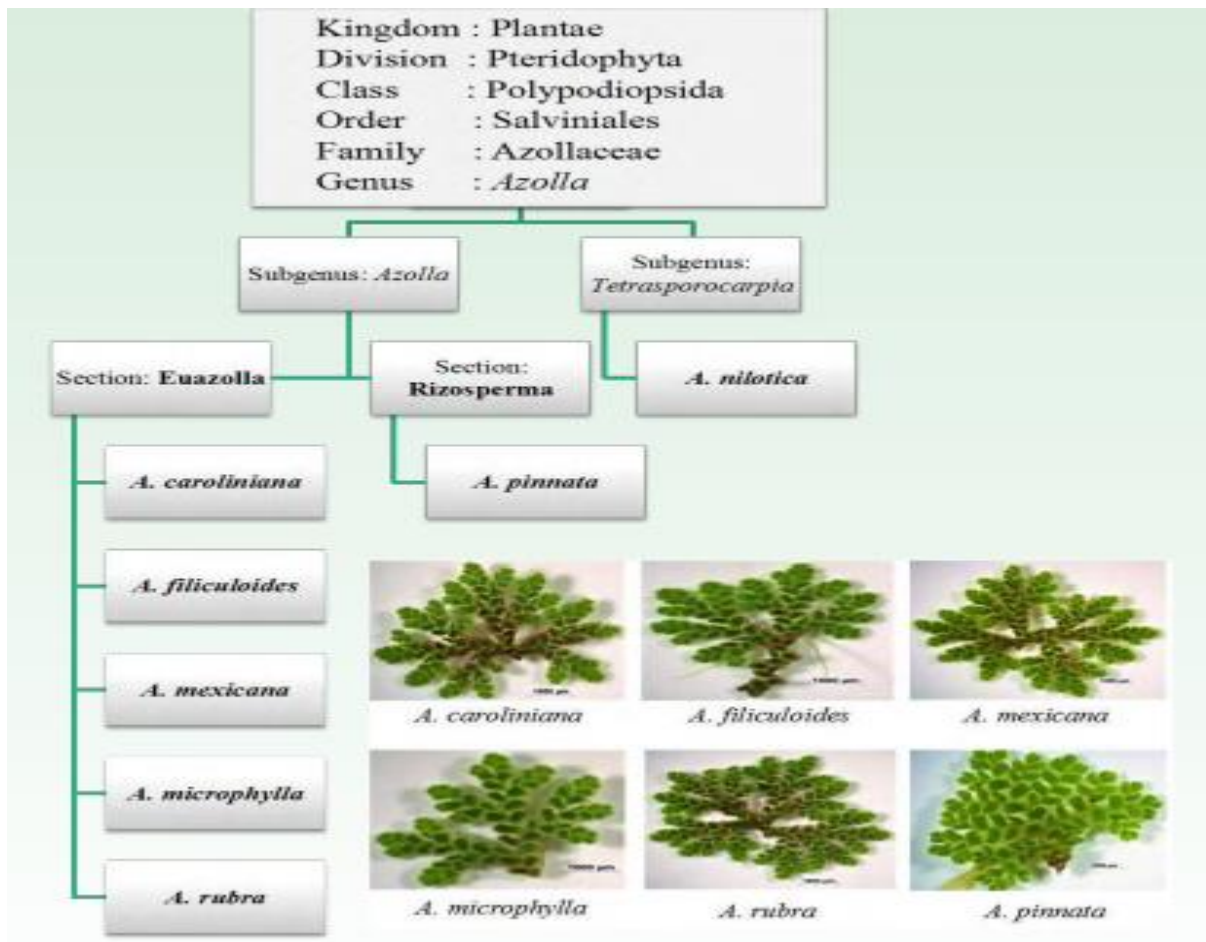 Kingdom : Plantae
Division : Pteridophyta
Class : Polypodiopsida
Order : Salviniales
Family : Azollaceae
Genus : Azolla
Subgenus: Azolla
Subgenus:
Tetrasporocarpia
Section: Euazolla
Section:
Rizosperma
A. nilotica
A. caroliniana
A. pinnata
A. filiculoides
A. mexicana
A. microphylla
A. rubra
A. caroliniana
A. filiculoides
A. mexicana
A. microphylla
A. rubra
A. pinnata